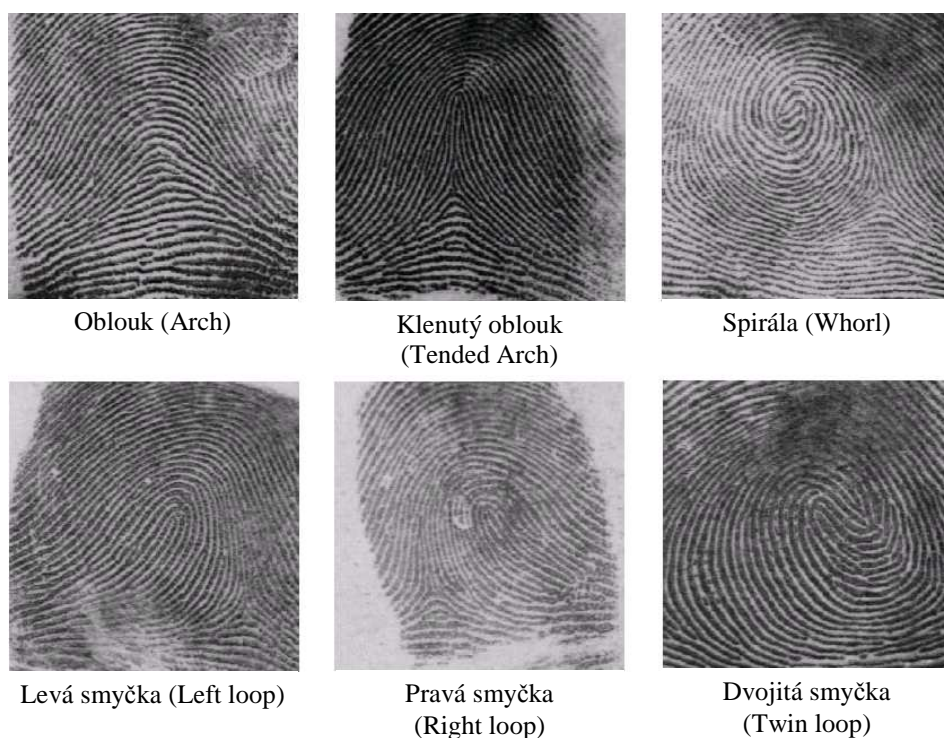 Oblouk (Arch)
Klenutý oblouk
(Tended Arch)
Spirála (Whorl)
Levá smyčka (Left loop)
Pravá smyčka
(Right loop)
Dvojitá smyčka
(Twin loop)